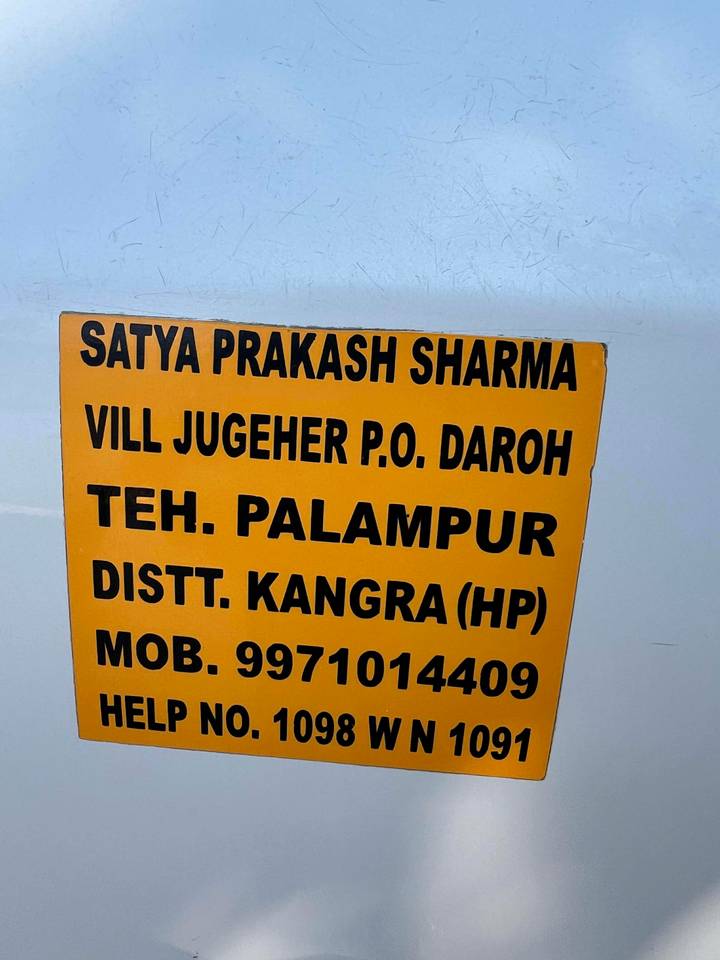 SATYA PRAKASH SHARMA
VILL JUGEHER P.O. DAROH
TEH. PALAMPUR
DISTT. KANGRA (HP)
MOB. 9971014409
HELP NO. 1098 W N 1091